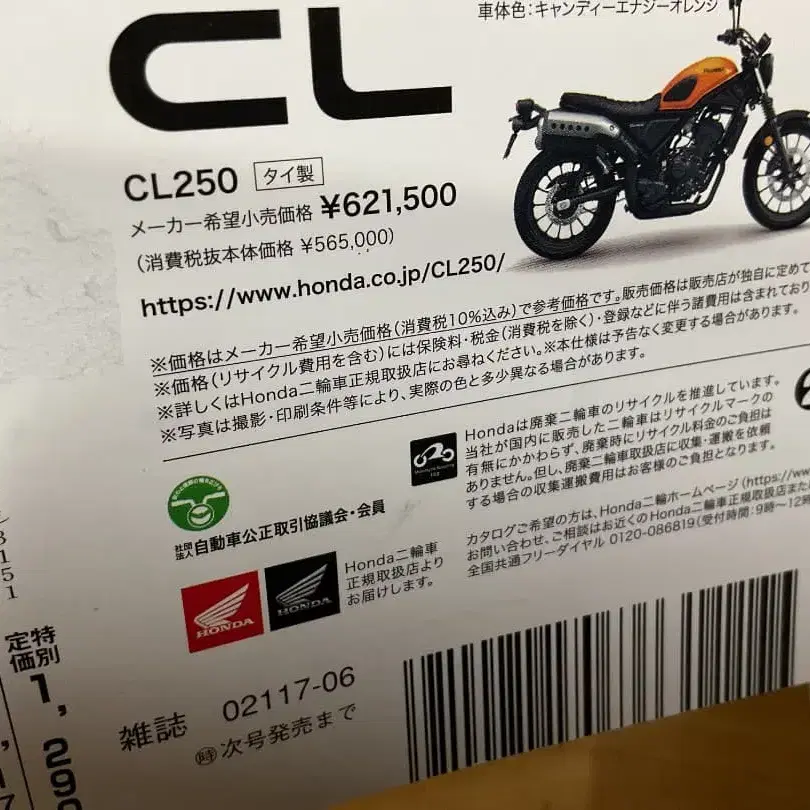 CL
車体色：キャンディーエナジーオレンジ
CL250 タイ製
メーカー希望小売価格 ¥621,500
(消費税抜本体価格 ¥565,000)
https://www.honda.co.jp/CL250/
※価格はメーカー希望小売価格(消費税10%込み)で参考価格です。販売価格は販売店が独自に定めて
※価格(リサイクル費用を含む)には保険料・税金(消費税を除く)・登録などに伴う諸費用は含まれており
※詳しくはHonda二輪車正規取扱店にお尋ねください。※本仕様は予告なく変更する場合があります。
※写真は撮影・印刷条件等により、実際の色と多少異なる場合があります。
Hondaは廃棄二輪車のリサイクルを推進しています。
当社が国内に販売した二輪車はリサイクルマークの
有無にかかわらず、廃棄時にリサイクル料金のご負担は
ありません。但し、廃棄二輪車取扱店に収集・運搬を依頼
する場合の収集運搬費用はお客様のご負担となります。
社団法人 自動車公正取引協議会・会員
カタログご希望の方は、Honda二輪ホームページ(https://ww
お問い合わせ、ご相談はお近くのHonda二輪車正規取扱店また
全国共通フリーダイヤル 0120-086819(受付時間：9時〜12時
HONDA
HONDA
Honda二輪車
正規取扱店より
お届けします。
3151
特別定価 1,290
雑誌 02117-06
時 次号発売まで